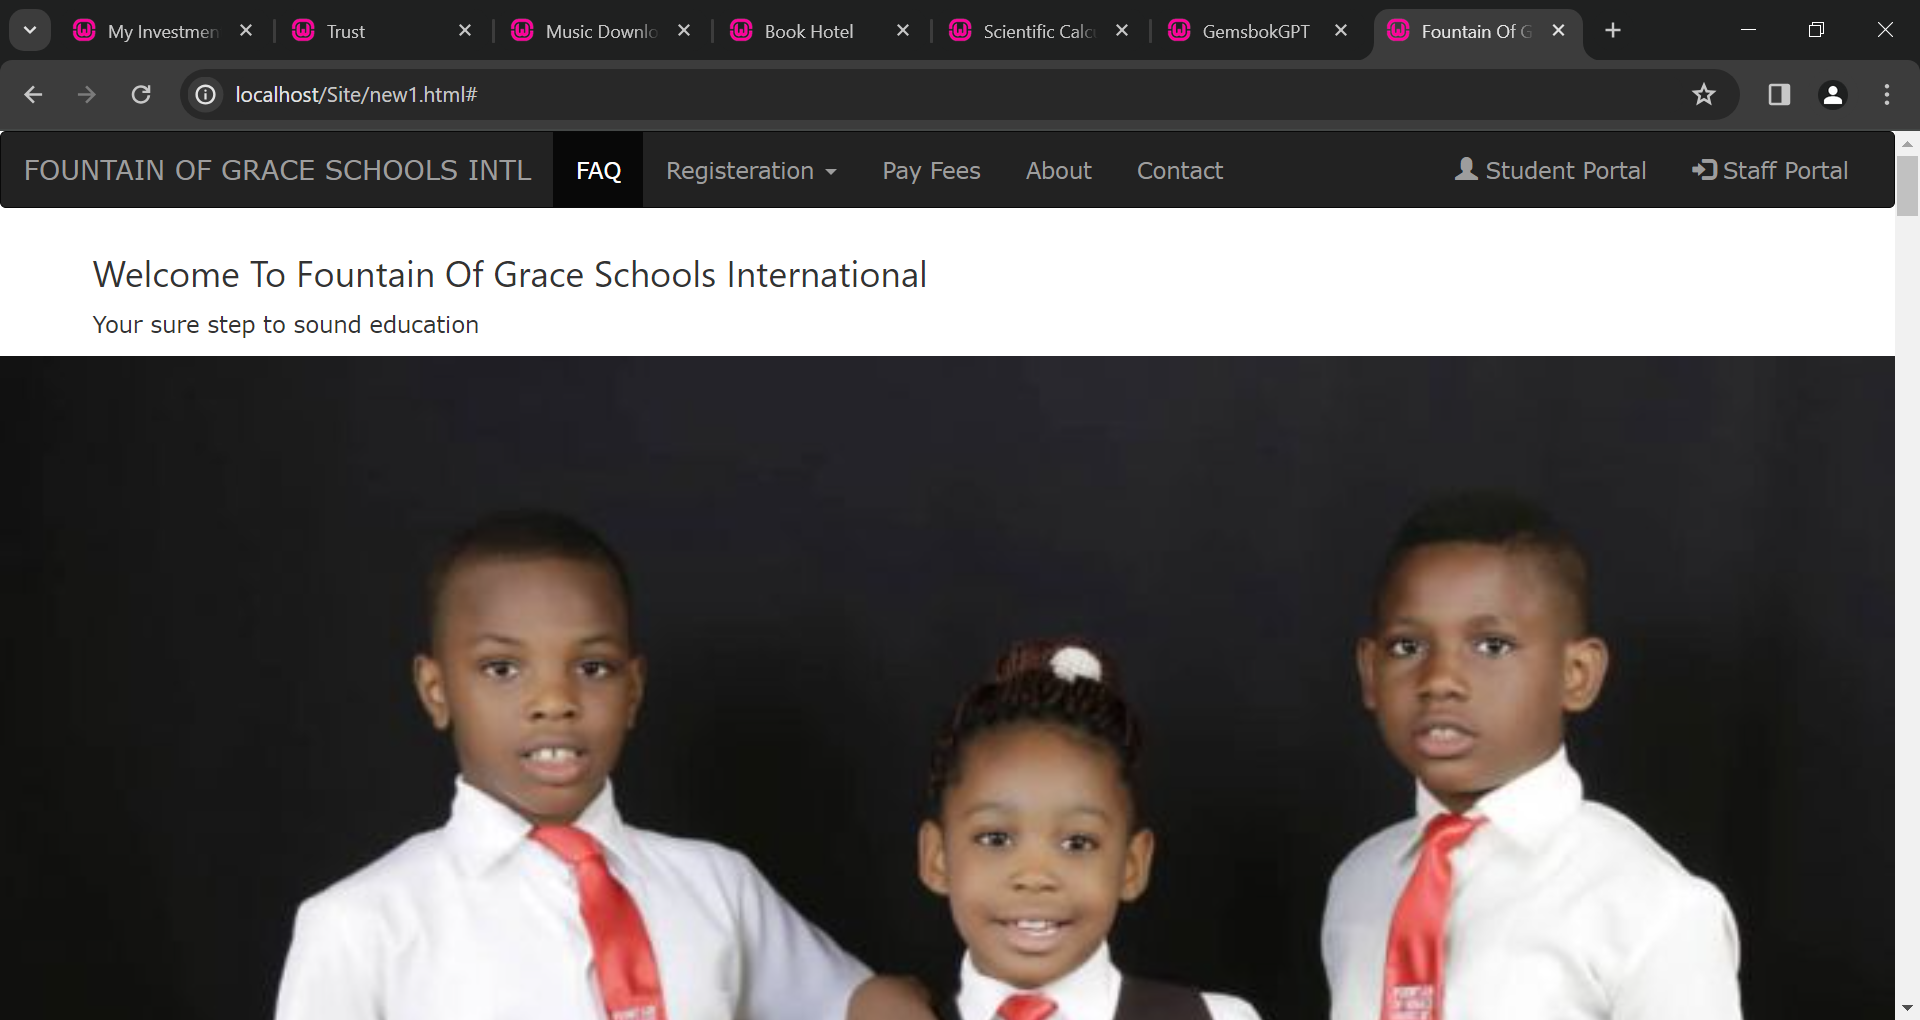 My Investmen
Trust
Music Downlo
Book Hotel
Scientific Calc
GemsbokGPT
Fountain Of G
localhost/Site/new1.html#
FOUNTAIN OF GRACE SCHOOLS INTL
FAQ
Registeration
Pay Fees
About
Contact
Student Portal
Staff Portal
Welcome To Fountain Of Grace Schools International
Your sure step to sound education